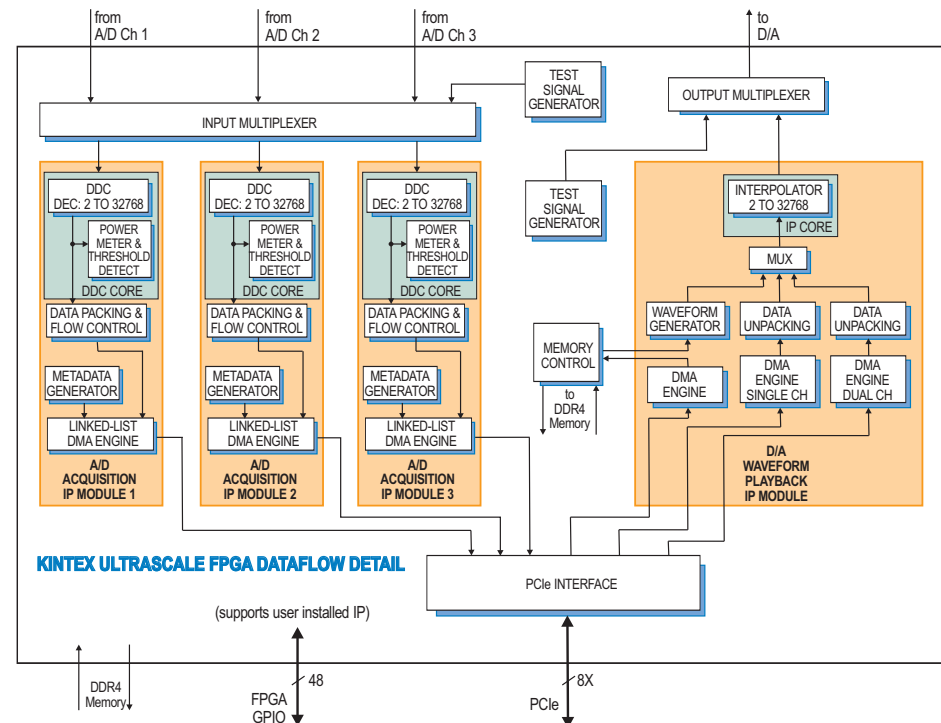 from
A/D Ch 1
from
A/D Ch 2
from
A/D Ch 3
to
D/A
TEST
SIGNAL
GENERATOR
OUTPUT MULTIPLEXER
INPUT MULTIPLEXER
DDC
DEC: 2 TO 32768
POWER
METER &
THRESHOLD
DETECT
DDC CORE
DATA PACKING &
FLOW CONTROL
METADATA
GENERATOR
LINKED-LIST
DMA ENGINE
A/D
ACQUISITION
IP MODULE 1
DDC
DEC: 2 TO 32768
POWER
METER &
THRESHOLD
DETECT
DDC CORE
DATA PACKING &
FLOW CONTROL
METADATA
GENERATOR
LINKED-LIST
DMA ENGINE
A/D
ACQUISITION
IP MODULE 2
DDC
DEC: 2 TO 32768
POWER
METER &
THRESHOLD
DETECT
DDC CORE
DATA PACKING &
FLOW CONTROL
METADATA
GENERATOR
LINKED-LIST
DMA ENGINE
A/D
ACQUISITION
IP MODULE 3
TEST
SIGNAL
GENERATOR
INTERPOLATOR
2 TO 32768
IP CORE
MUX
WAVEFORM
GENERATOR
DATA
UNPACKING
DATA
UNPACKING
MEMORY
CONTROL
to
DDR4
Memory
DMA
ENGINE
DMA
ENGINE
SINGLE CH
DMA
ENGINE
DUAL CH
D/A
WAVEFORM
PLAYBACK
IP MODULE
KINTEX ULTRASCALE FPGA DATAFLOW DETAIL
PCIe INTERFACE
(supports user installed IP)
DDR4
Memory
48
FPGA
GPIO
8X
PCIe